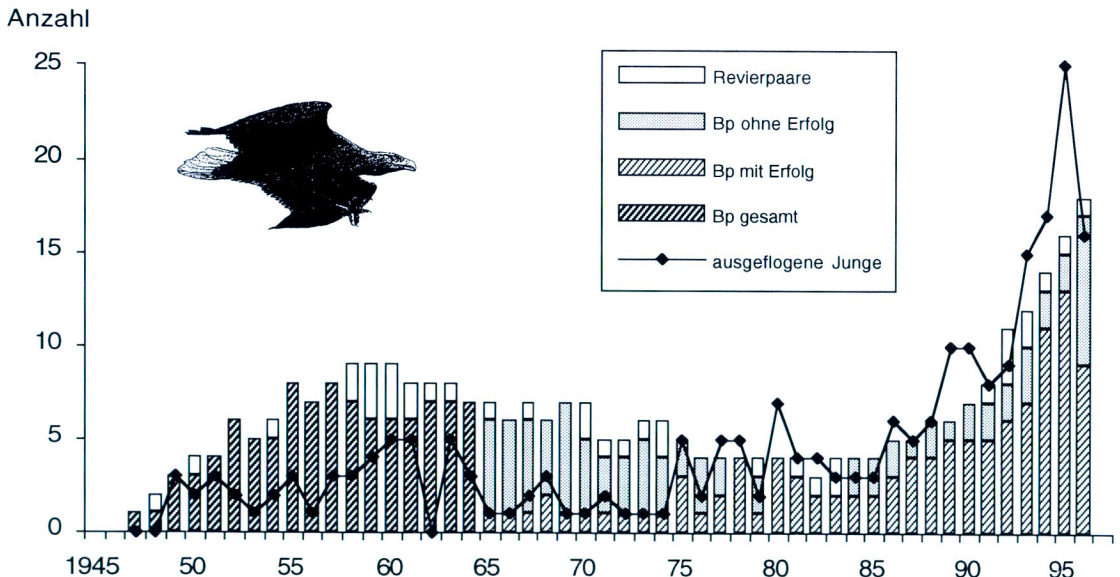 Anzahl
25
20
15
10
5
0
1945 50 55 60 65 70 75 80 85 90 95
Revierpaare
Bp ohne Erfolg
Bp mit Erfolg
Bp gesamt
ausgeflogene Junge